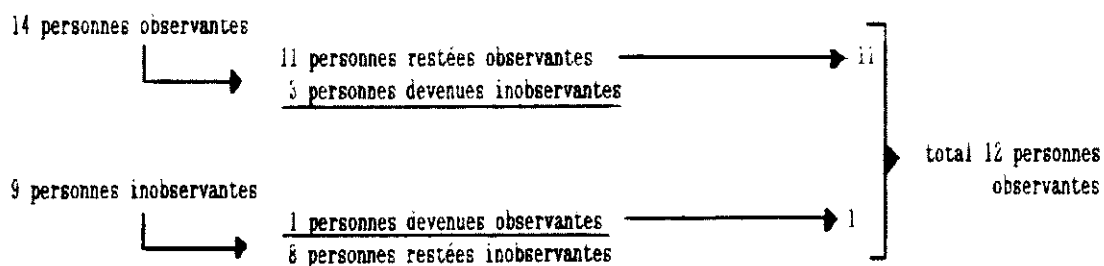 14 personnes observantes
11 personnes restées observantes 11
3 personnes devenues inobservantes
total 12 personnes
observantes
9 personnes inobservantes
1 personnes devenues observantes 1
8 personnes restées inobservantes